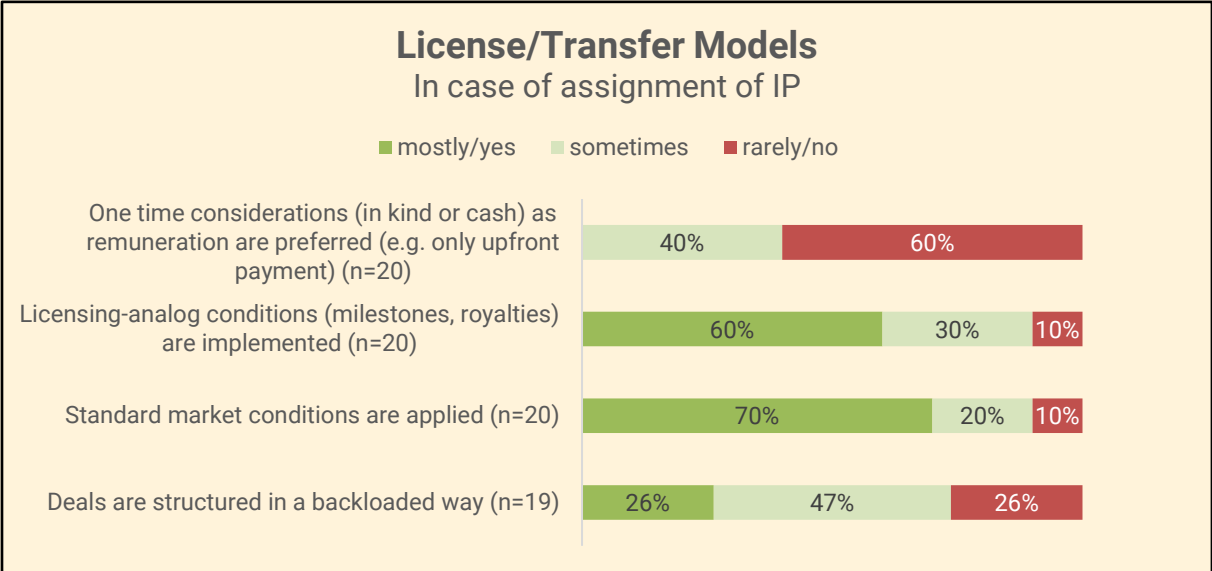 License/Transfer Models
In case of assignment of IP
mostly/yes sometimes rarely/no
One time considerations (in kind or cash) as
remuneration are preferred (e.g. only upfront
payment) (n=20)
40% 60%
Licensing-analog conditions (milestones, royalties)
are implemented (n=20)
60% 30% 10%
Standard market conditions are applied (n=20)
70% 20% 10%
Deals are structured in a backloaded way (n=19)
26% 47% 26%